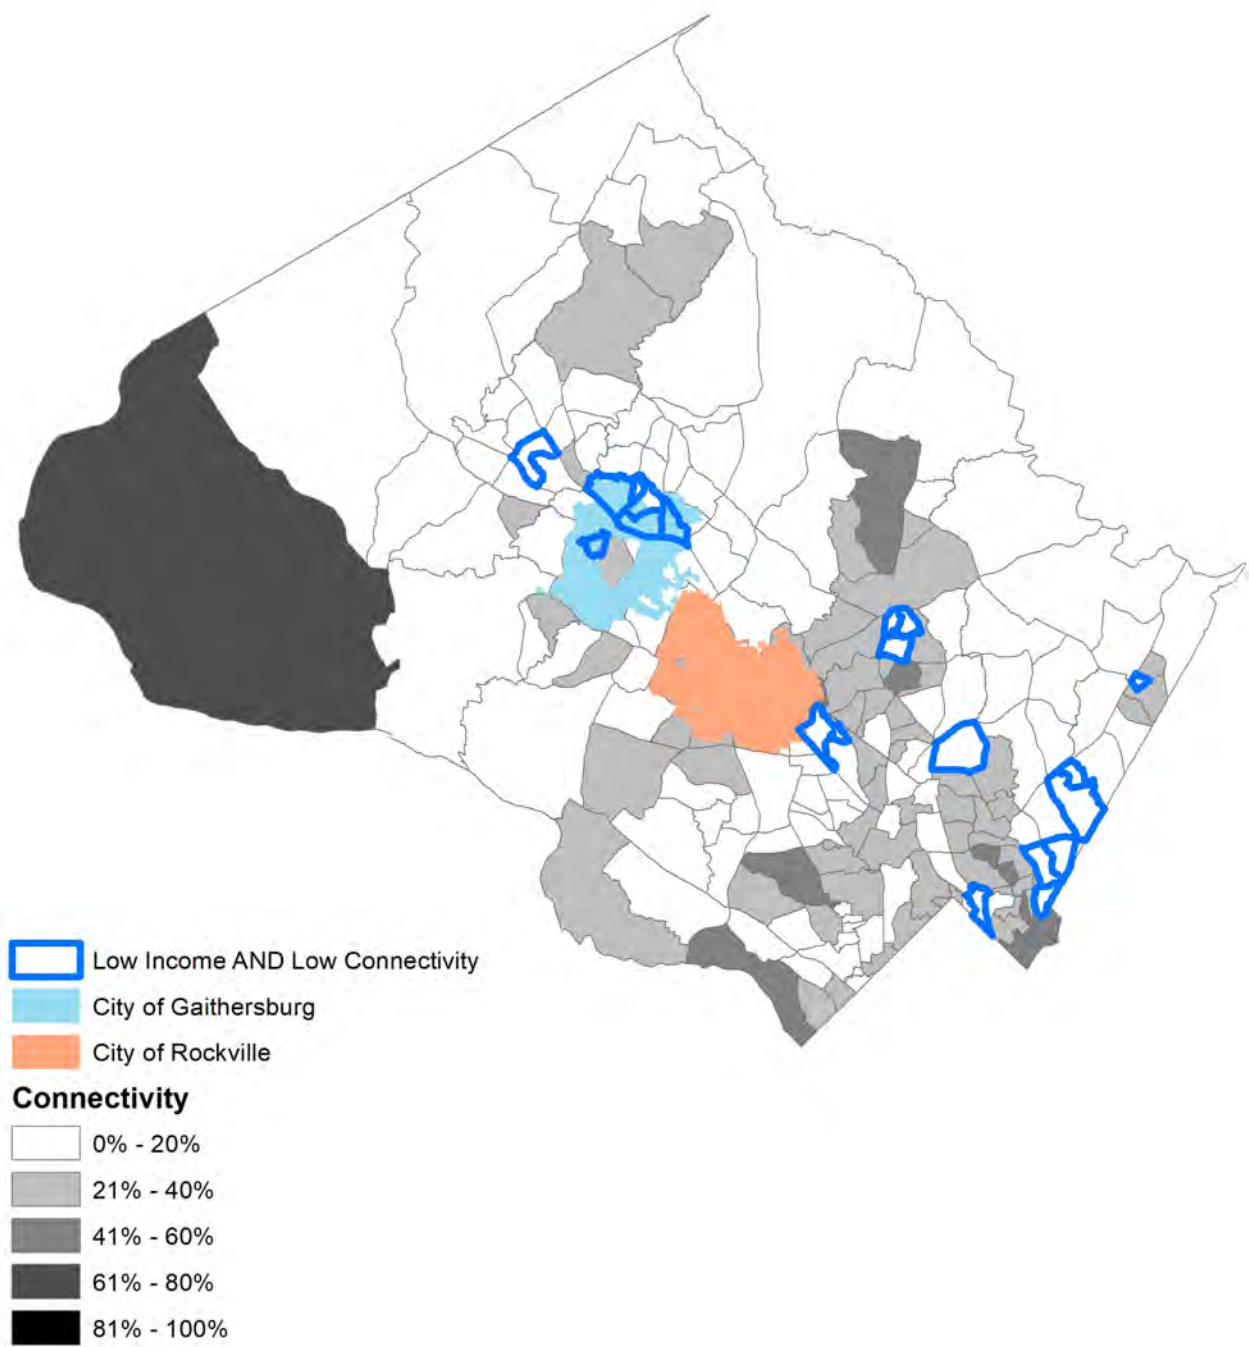 Low Income AND Low Connectivity
City of Gaithersburg
City of Rockville
Connectivity
0% - 20%
21% - 40%
41% - 60%
61% - 80%
81% - 100%